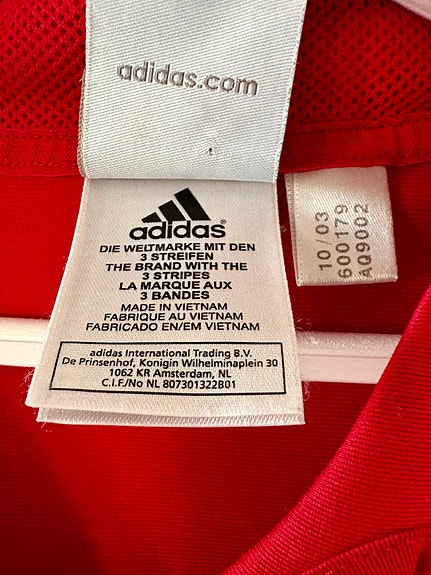 adidas.com
adidas®
DIE WELTMARKE MIT DEN
3 STREIFEN
THE BRAND WITH THE
3 STRIPES
LA MARQUE AUX
3 BANDES
MADE IN VIETNAM
FABRIQUE AU VIETNAM
FABRICADO EN/EM VIETNAM
adidas International Trading B.V.
De Prinsenhof, Konigin Wilhelminaplein 30
1062 KR Amsterdam, NL
C.I.F./No NL 807301322B01
10/03
600179
AQ9002